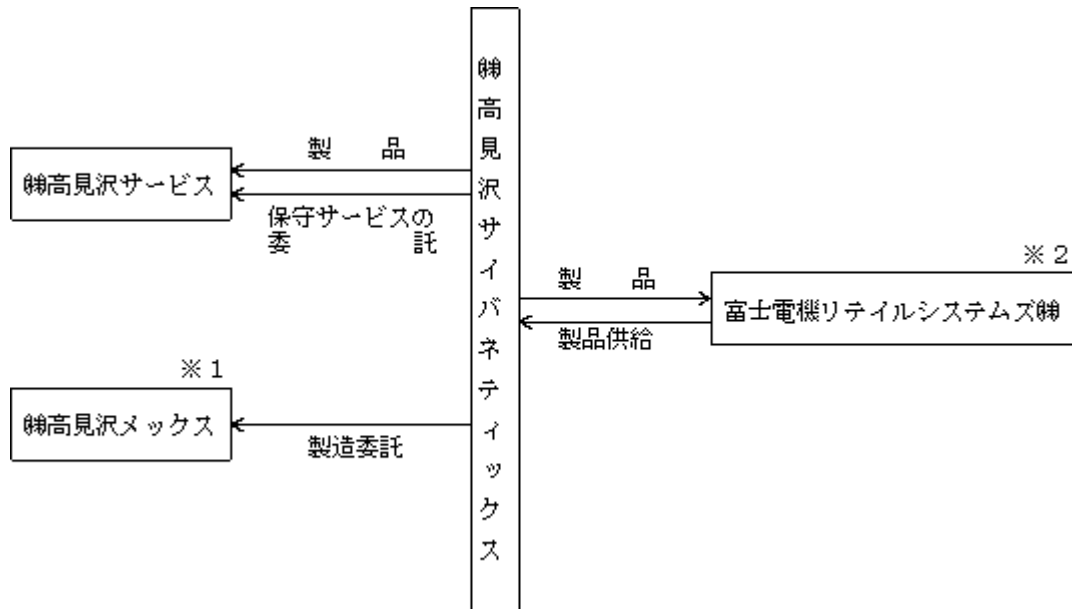 ㈱高見沢サイバネティックス
製　　品
㈱高見沢サービス
保守サービスの
委　　　　託
※２
製　　品
富士電機リテイルシステムズ㈱
製品供給
※１
㈱高見沢メックス
製造委託